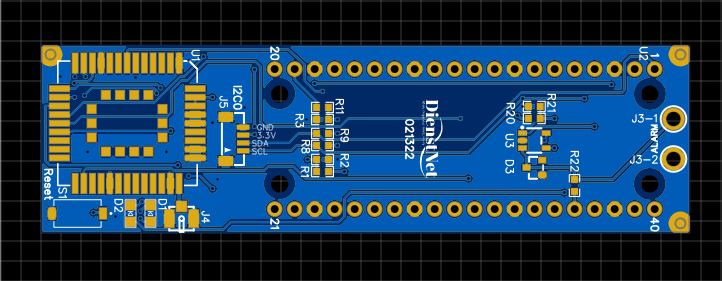 20
U1
U2
1
I2C0
J5
GND
3.3V
SDA
SCL
R11
R3
R9
R8
R2
R1
DienstNet
021322
R20
R21
U3
D3
R22
J3-1
ALARM
J3-2
Reset
S1
D2
D1
J4
21
40